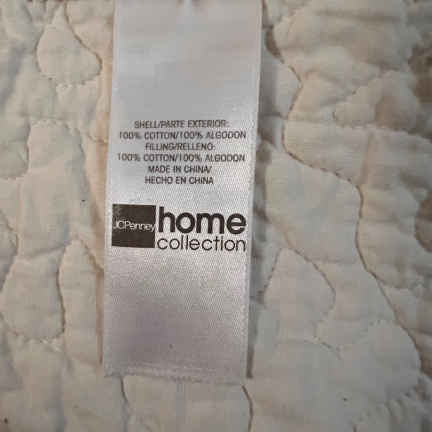 SHELL/PARTE EXTERIOR:
100% COTTON/100% ALGODON
FILLING/RELLENO:
100% COTTON/100% ALGODON
MADE IN CHINA/
HECHO EN CHINA
JCPenney home
collection